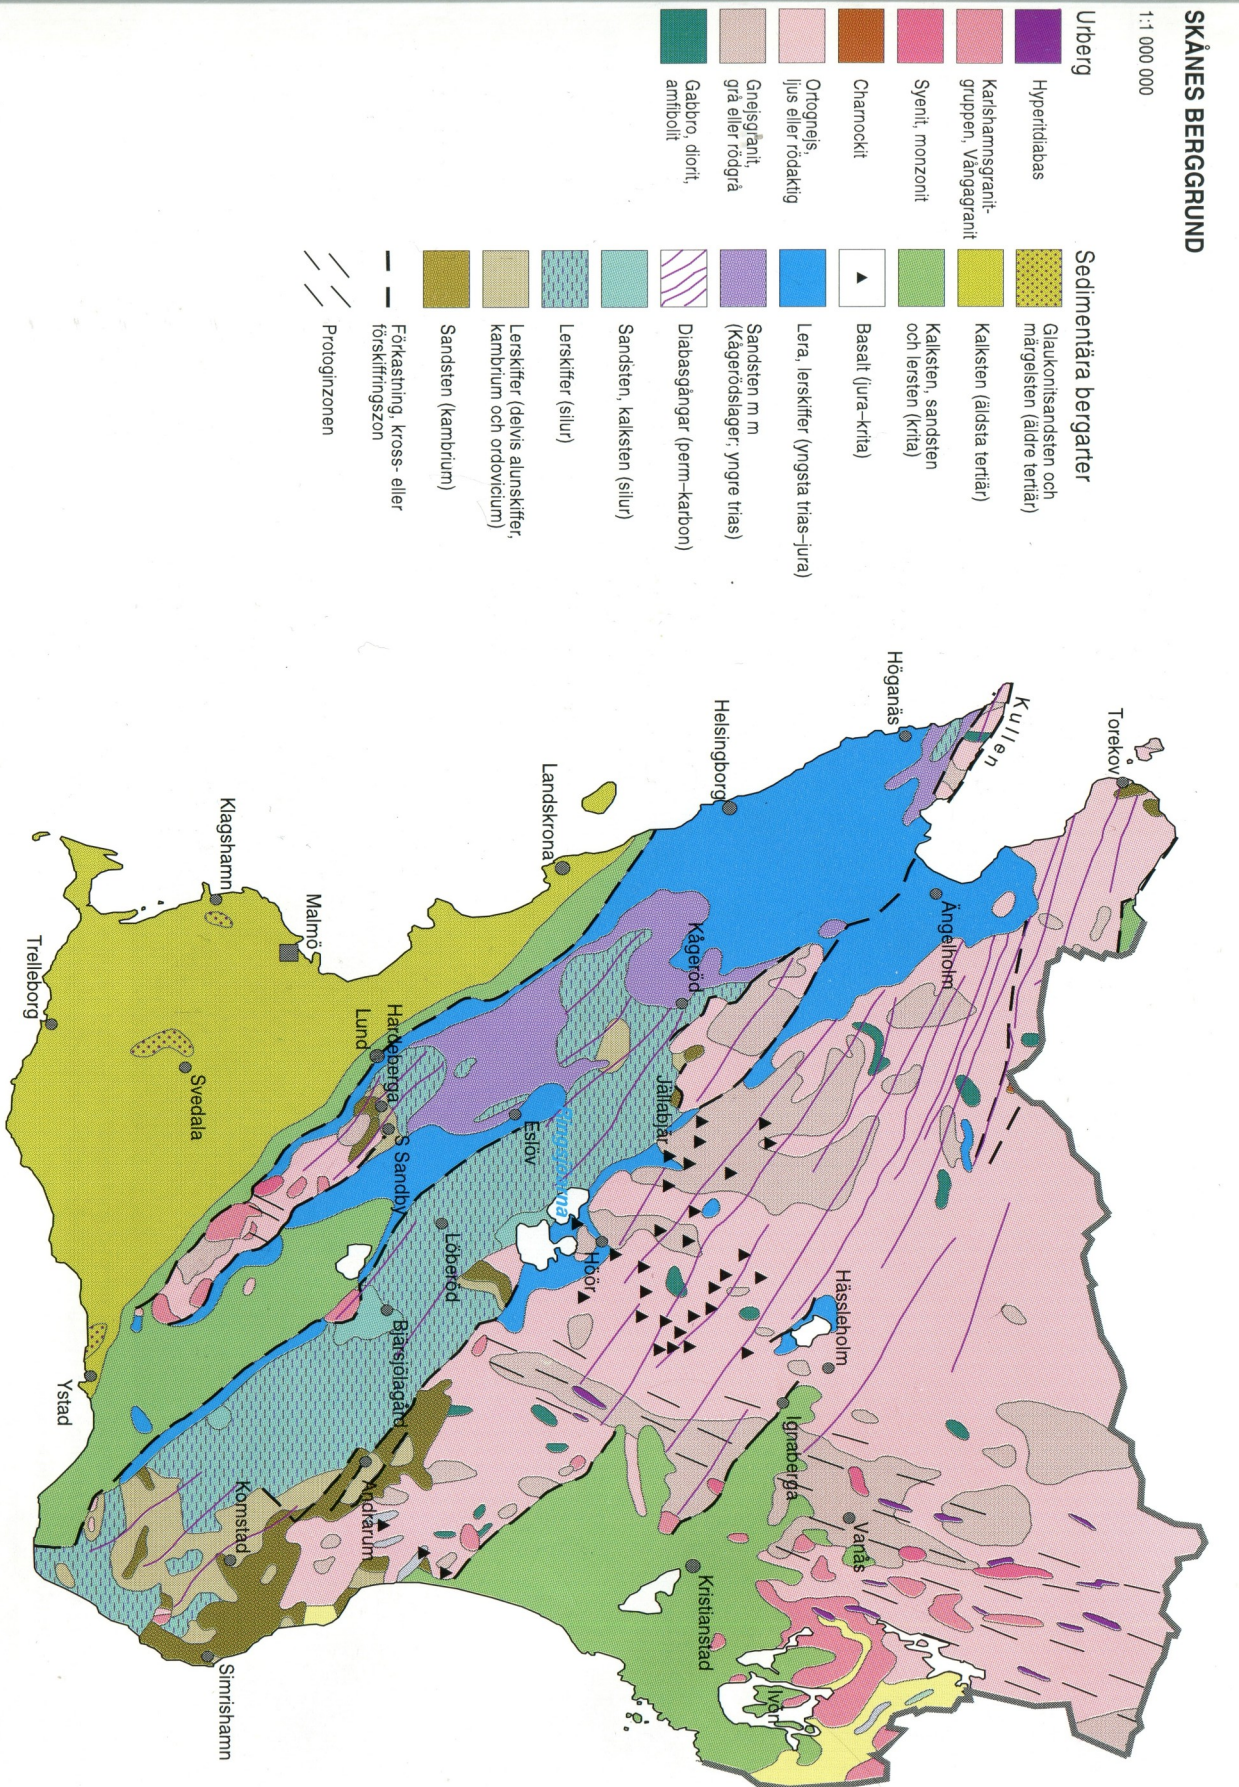 SKÅNES BERGGRUND
1:1 000 000
Urberg
Hyperitdiabas
Karlshamnsgranit-
gruppen, Vångagranit
Syenit, monzonit
Charnockit
Ortognejs,
ljus eller rödaktig
Gnejsgranit,
grå eller rödgrå
Gabbro, diorit,
amfibolit
Sedimentära bergarter
Glaukonitsandsten och
märgelsten (äldre tertiär)
Kalksten (äldsta tertiär)
Kalksten, sandsten
och lersten (krita)
Basalt (jura–krita)
Lera, lerskiffer (yngsta trias–jura)
Sandsten m m
(Kågerödslager; yngre trias)
Diabasgångar (perm–karbon)
Sandsten, kalksten (silur)
Lerskiffer (silur)
Lerskiffer (delvis alunskiffer,
kambrium och ordovicium)
Sandsten (kambrium)
Förkastning, kross- eller
förskiffringszon
Protoginzonen
Torekov
Kullen
Höganäs
Ängelholm
Helsingborg
Kågeröd
Landskrona
Jällabjär
Hässleholm
Ignaberga
Vanås
Kristianstad
Ivön
Höör
Ringsjöarna
Eslöv
Löberöd
Bjärsjölagård
Andrarum
S Sandby
Hardeberga
Lund
Malmö
Klagshamn
Svedala
Trelleborg
Ystad
Komstad
Simrishamn